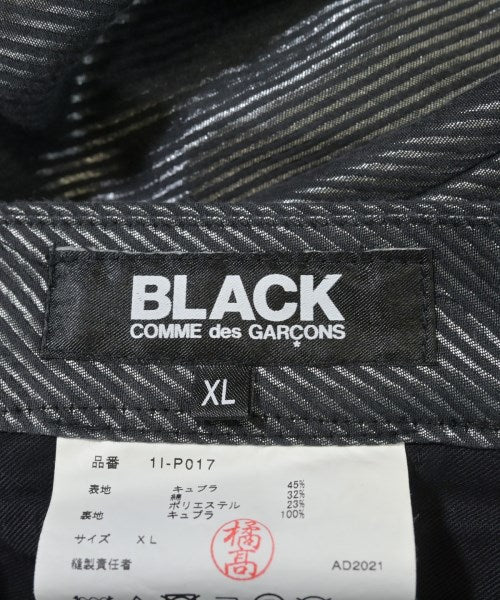 BLACK
COMME des GARÇONS
XL
品番 1I-P017
表地 キュプラ 45%
綿 32%
ポリエステル 23%
裏地 キュプラ 100%
サイズ XL
橘高
縫製責任者 AD2021